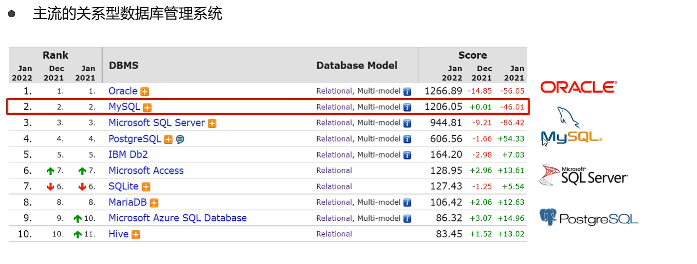 ● 主流的关系型数据库管理系统
Rank Score
Jan 2022 Dec 2021 Jan 2021 DBMS Database Model Jan 2022 Dec 2021 Jan 2021
1. 1. 1. Oracle Relational, Multi-model 1266.89 -14.85 -56.05
2. 2. 2. MySQL Relational, Multi-model 1206.05 +0.01 -46.01
3. 3. 3. Microsoft SQL Server Relational, Multi-model 944.81 -9.21 -86.42
4. 4. 4. PostgreSQL Relational, Multi-model 606.56 -1.66 +54.33
5. 5. 5. IBM Db2 Relational, Multi-model 164.20 -2.98 +7.03
6. 7. 7. Microsoft Access Relational 128.95 +2.96 +13.61
7. 6. 6. SQLite Relational 127.43 -1.25 +5.54
8. 8. 8. MariaDB Relational, Multi-model 106.42 +2.06 +12.63
9. 9. 10. Microsoft Azure SQL Database Relational, Multi-model 86.32 +3.07 +14.96
10. 10. 11. Hive Relational 83.45 +1.52 +13.02
ORACLE
MySQL
Microsoft
SQL Server
PostgreSQL